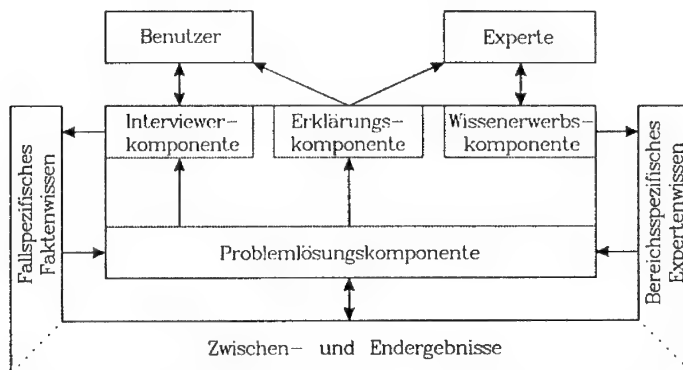 Benutzer
Experte
Interviewer-
komponente
Erklärungs-
komponente
Wissenerwerbs-
komponente
Fallspezifisches
Faktenwissen
Bereichsspezifisches
Expertenwissen
Problemlösungskomponente
Zwischen- und Endergebnisse